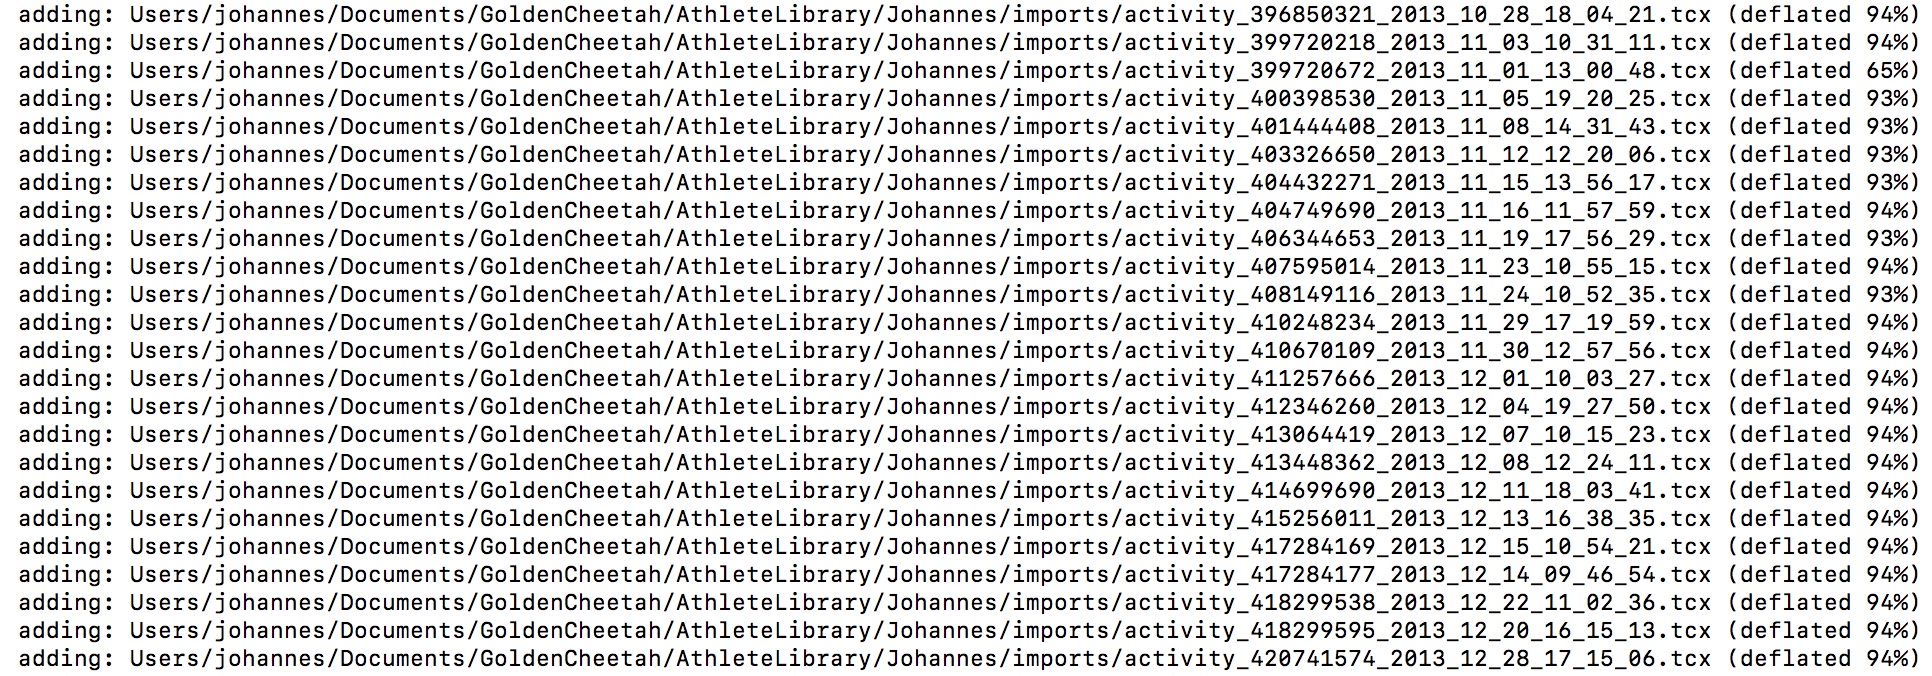 adding: Users/johannes/Documents/GoldenCheetah/AthleteLibrary/Johannes/imports/activity_396850321_2013_10_28_18_04_21.tcx (deflated 94%)
adding: Users/johannes/Documents/GoldenCheetah/AthleteLibrary/Johannes/imports/activity_399720218_2013_11_03_10_31_11.tcx (deflated 94%)
adding: Users/johannes/Documents/GoldenCheetah/AthleteLibrary/Johannes/imports/activity_399720672_2013_11_01_13_00_48.tcx (deflated 65%)
adding: Users/johannes/Documents/GoldenCheetah/AthleteLibrary/Johannes/imports/activity_400398530_2013_11_05_19_20_25.tcx (deflated 93%)
adding: Users/johannes/Documents/GoldenCheetah/AthleteLibrary/Johannes/imports/activity_401444408_2013_11_08_14_31_43.tcx (deflated 93%)
adding: Users/johannes/Documents/GoldenCheetah/AthleteLibrary/Johannes/imports/activity_403326650_2013_11_12_12_20_06.tcx (deflated 93%)
adding: Users/johannes/Documents/GoldenCheetah/AthleteLibrary/Johannes/imports/activity_404432271_2013_11_15_13_56_17.tcx (deflated 93%)
adding: Users/johannes/Documents/GoldenCheetah/AthleteLibrary/Johannes/imports/activity_404749690_2013_11_16_11_57_59.tcx (deflated 94%)
adding: Users/johannes/Documents/GoldenCheetah/AthleteLibrary/Johannes/imports/activity_406344653_2013_11_19_17_56_29.tcx (deflated 93%)
adding: Users/johannes/Documents/GoldenCheetah/AthleteLibrary/Johannes/imports/activity_407595014_2013_11_23_10_55_15.tcx (deflated 94%)
adding: Users/johannes/Documents/GoldenCheetah/AthleteLibrary/Johannes/imports/activity_408149116_2013_11_24_10_52_35.tcx (deflated 93%)
adding: Users/johannes/Documents/GoldenCheetah/AthleteLibrary/Johannes/imports/activity_410248234_2013_11_29_17_19_59.tcx (deflated 94%)
adding: Users/johannes/Documents/GoldenCheetah/AthleteLibrary/Johannes/imports/activity_410670109_2013_11_30_12_57_56.tcx (deflated 94%)
adding: Users/johannes/Documents/GoldenCheetah/AthleteLibrary/Johannes/imports/activity_411257666_2013_12_01_10_03_27.tcx (deflated 94%)
adding: Users/johannes/Documents/GoldenCheetah/AthleteLibrary/Johannes/imports/activity_412346260_2013_12_04_19_27_50.tcx (deflated 94%)
adding: Users/johannes/Documents/GoldenCheetah/AthleteLibrary/Johannes/imports/activity_413064419_2013_12_07_10_15_23.tcx (deflated 94%)
adding: Users/johannes/Documents/GoldenCheetah/AthleteLibrary/Johannes/imports/activity_413448362_2013_12_08_12_24_11.tcx (deflated 94%)
adding: Users/johannes/Documents/GoldenCheetah/AthleteLibrary/Johannes/imports/activity_414699690_2013_12_11_18_03_41.tcx (deflated 94%)
adding: Users/johannes/Documents/GoldenCheetah/AthleteLibrary/Johannes/imports/activity_415256011_2013_12_13_16_38_35.tcx (deflated 94%)
adding: Users/johannes/Documents/GoldenCheetah/AthleteLibrary/Johannes/imports/activity_417284169_2013_12_15_10_54_21.tcx (deflated 94%)
adding: Users/johannes/Documents/GoldenCheetah/AthleteLibrary/Johannes/imports/activity_417284177_2013_12_14_09_46_54.tcx (deflated 94%)
adding: Users/johannes/Documents/GoldenCheetah/AthleteLibrary/Johannes/imports/activity_418299538_2013_12_22_11_02_36.tcx (deflated 94%)
adding: Users/johannes/Documents/GoldenCheetah/AthleteLibrary/Johannes/imports/activity_418299595_2013_12_20_16_15_13.tcx (deflated 94%)
adding: Users/johannes/Documents/GoldenCheetah/AthleteLibrary/Johannes/imports/activity_420741574_2013_12_28_17_15_06.tcx (deflated 94%)